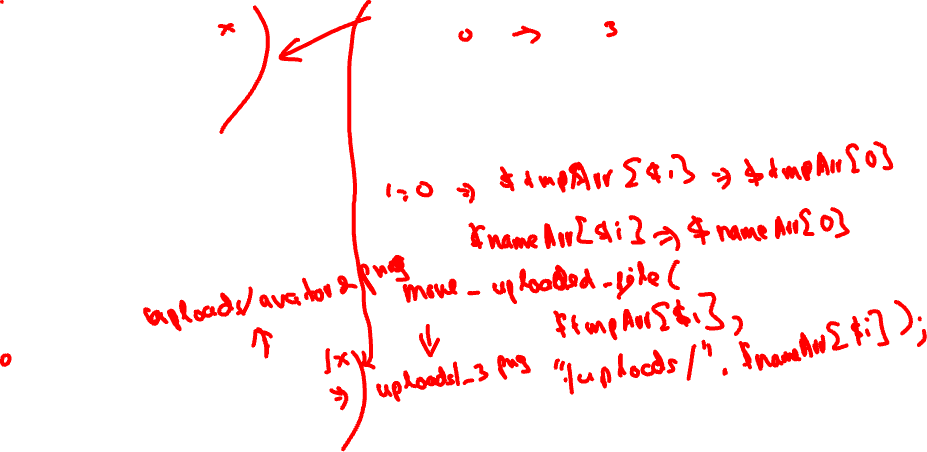 x
0 → 3
i=0 ⇒ $tmpArr[$i] ⇒ $tmpArr[0]
$nameArr[$i] ⇒ $nameArr[0]
uploads/avator2.png
move_uploaded_file(
$tmpArr[$i],
"./uploads/". $nameArr[$i]);
↑
↓
0
1x)
⇒
uploads/_3 png